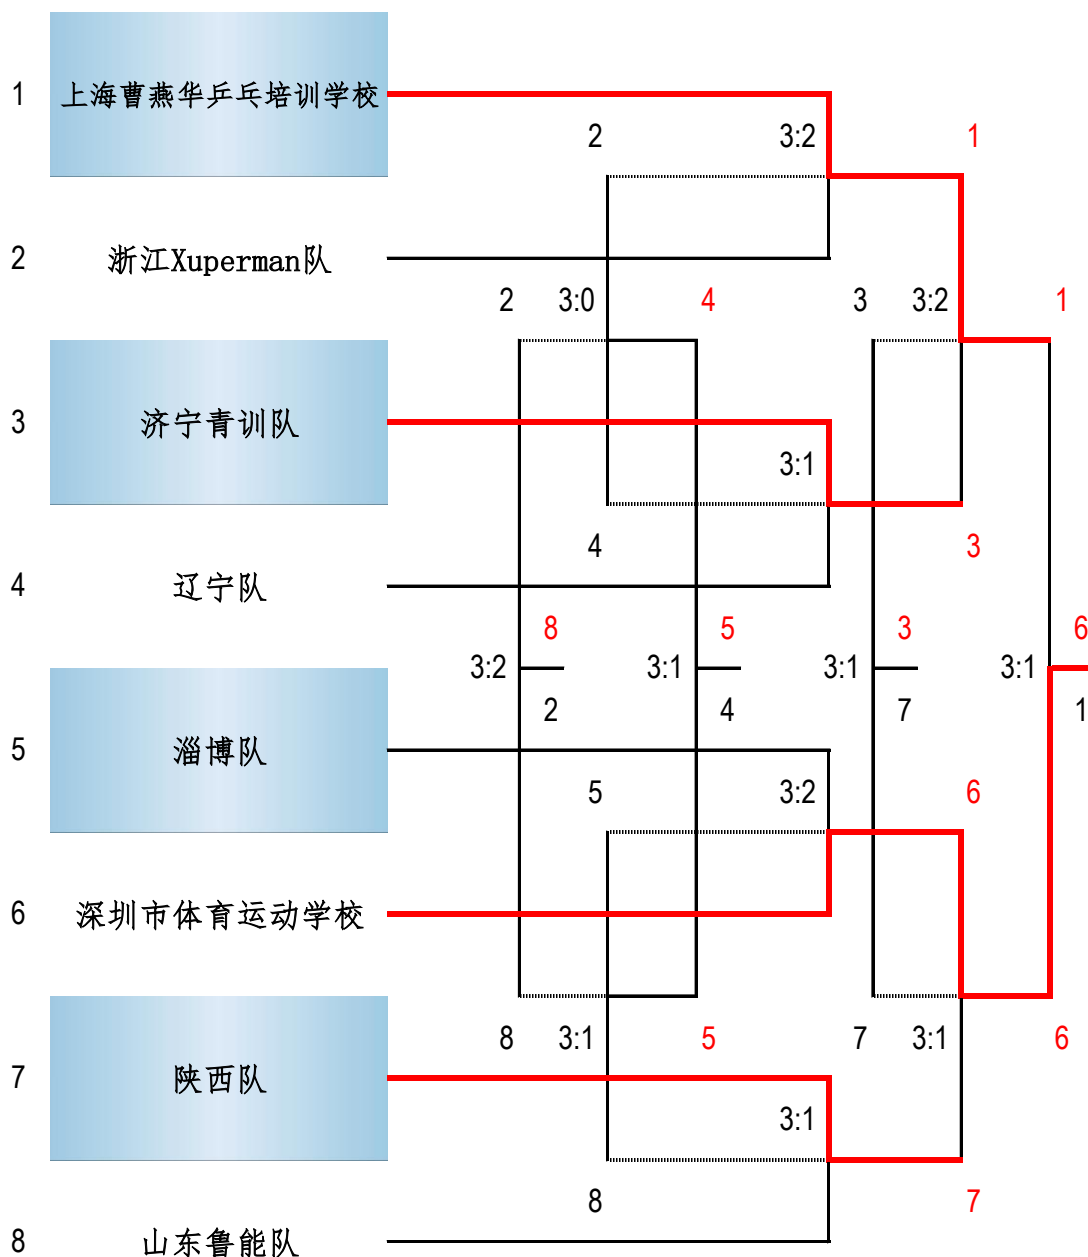 1 上海曹燕华乒乓培训学校
2 3:2 1
2 浙江Xuperman队
2 3:0 4 3 3:2 1
3 济宁青训队
3:1
4 3
4 辽宁队
8 5 3 6
3:2 3:1 3:1 3:1
2 4 7 1
5 淄博队
5 3:2 6
6 深圳市体育运动学校
8 3:1 5 7 3:1 6
7 陕西队
3:1
8 7
8 山东鲁能队